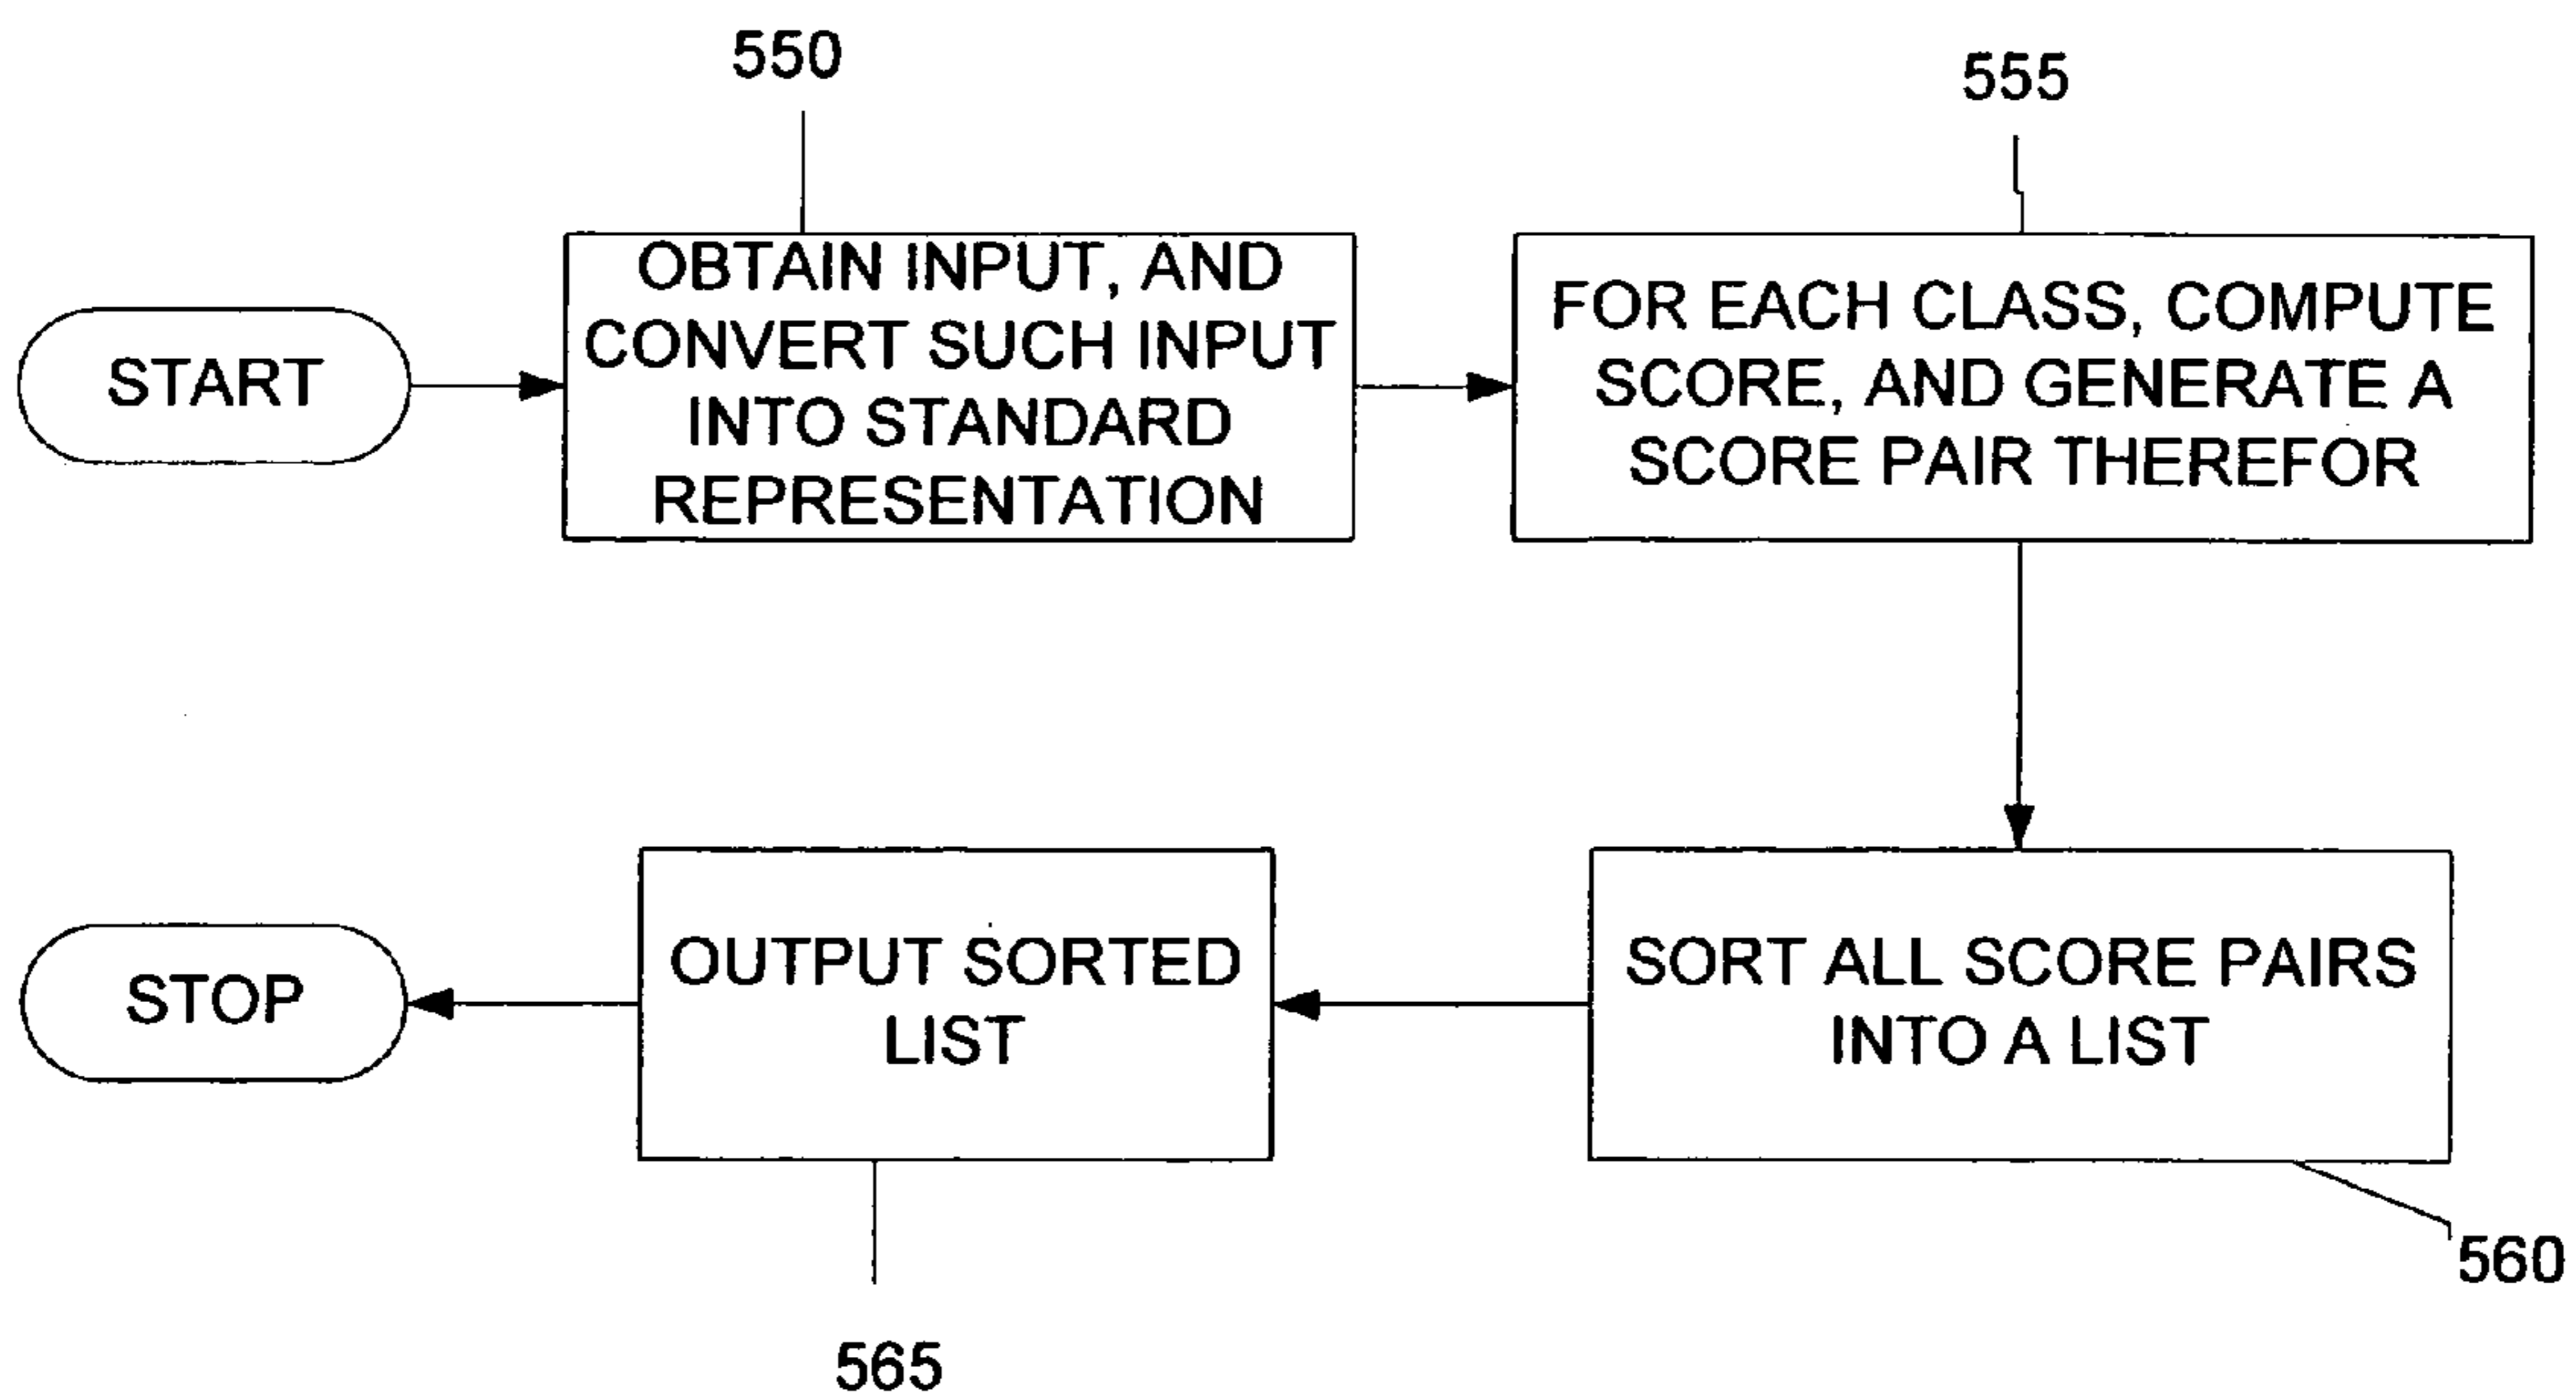 550
555
START
OBTAIN INPUT, AND
CONVERT SUCH INPUT
INTO STANDARD
REPRESENTATION
FOR EACH CLASS, COMPUTE
SCORE, AND GENERATE A
SCORE PAIR THEREFOR
STOP
OUTPUT SORTED
LIST
SORT ALL SCORE PAIRS
INTO A LIST
560
565